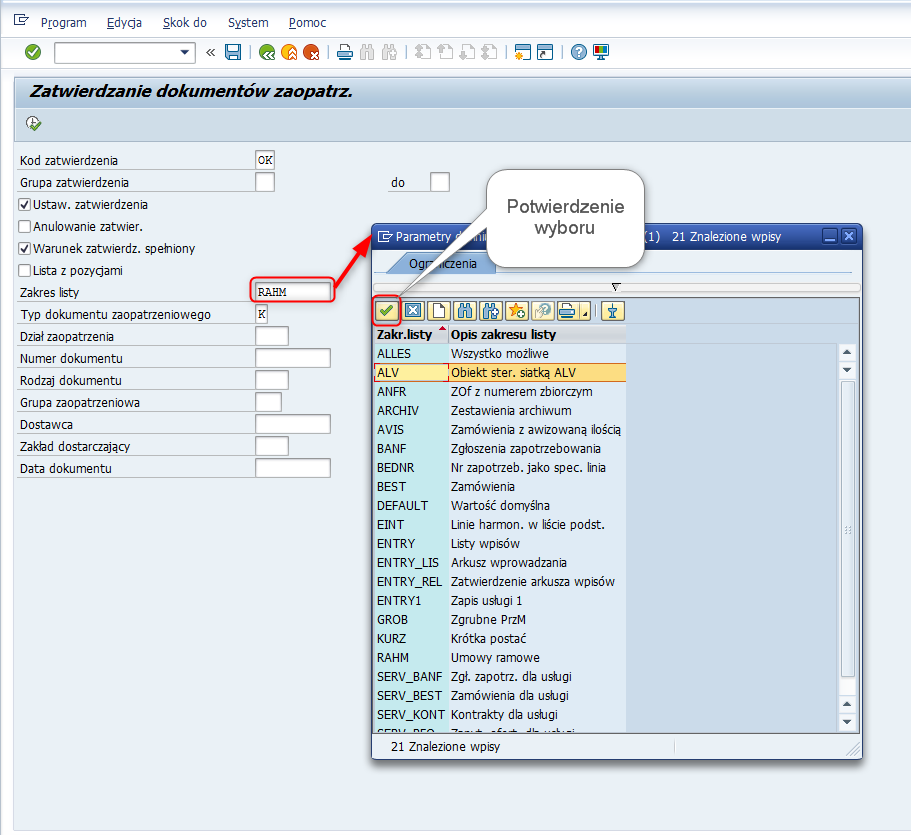 Program Edycja Skok do System Pomoc
Zatwierdzanie dokumentów zaopatrz.
Kod zatwierdzenia OK
Grupa zatwierdzenia do
Ustaw. zatwierdzenia
Anulowanie zatwier.
Warunek zatwierdz. spełniony
Lista z pozycjami
Zakres listy RAHM
Typ dokumentu zaopatrzeniowego K
Dział zaopatrzenia
Numer dokumentu
Rodzaj dokumentu
Grupa zaopatrzeniowa
Dostawca
Zakład dostarczający
Data dokumentu
Potwierdzenie
wyboru
Parametry (1) 21 Znalezione wpisy
Ograniczenia
Zakr.listy Opis zakresu listy
ALLES Wszystko możliwe
ALV Obiekt ster. siatką ALV
ANFR ZOf z numerem zbiorczym
ARCHIV Zestawienia archiwum
AVIS Zamówienia z awizowaną ilością
BANF Zgłoszenia zapotrzebowania
BEDNR Nr zapotrzeb. jako spec. linia
BEST Zamówienia
DEFAULT Wartość domyślna
EINT Linie harmon. w liście podst.
ENTRY Listy wpisów
ENTRY_LIS Arkusz wprowadzania
ENTRY_REL Zatwierdzenie arkusza wpisów
ENTRY1 Zapis usługi 1
GROB Zgrubne PrzM
KURZ Krótka postać
RAHM Umowy ramowe
SERV_BANF Zgł. zapotrz. dla usługi
SERV_BEST Zamówienia dla usługi
SERV_KONT Kontrakty dla usługi
21 Znalezione wpisy